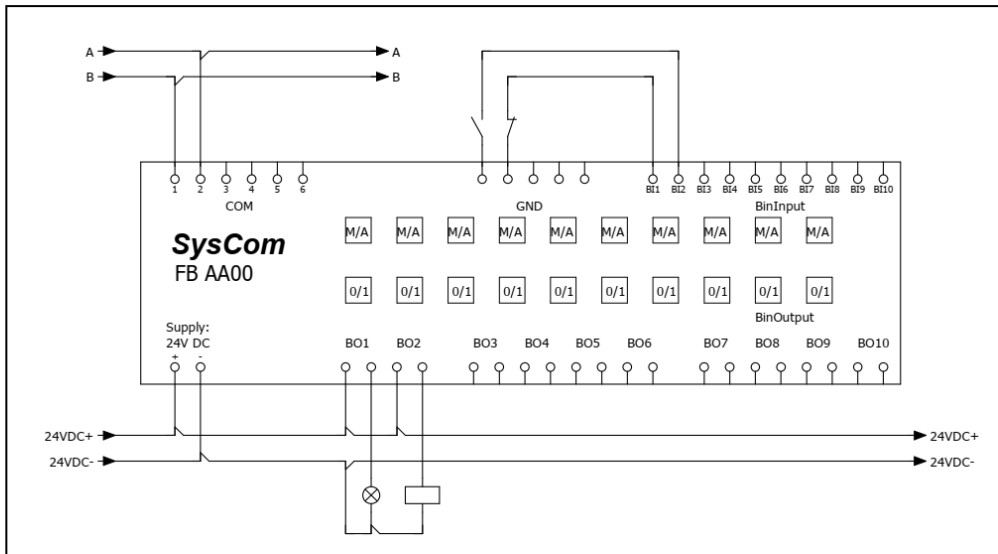 A A
B B
1 2 3 4 5 6 BI1 BI2 BI3 BI4 BI5 BI6 BI7 BI8 BI9 BI10
COM GND BinInput
M/A M/A M/A M/A M/A M/A M/A M/A M/A M/A
SysCom
FB AA00
0/1 0/1 0/1 0/1 0/1 0/1 0/1 0/1 0/1 0/1
BinOutput
Supply:
24V DC BO1 BO2 BO3 BO4 BO5 BO6 BO7 BO8 BO9 BO10
+ -
24VDC+ 24VDC+
24VDC- 24VDC-